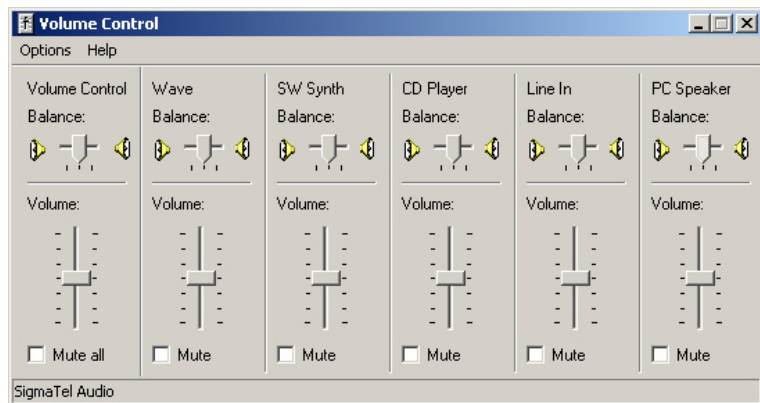 Volume Control
Options Help
Volume Control Wave SW Synth CD Player Line In PC Speaker
Balance: Balance: Balance: Balance: Balance: Balance:
Volume: Volume: Volume: Volume: Volume: Volume:
Mute all Mute Mute Mute Mute Mute
SigmaTel Audio